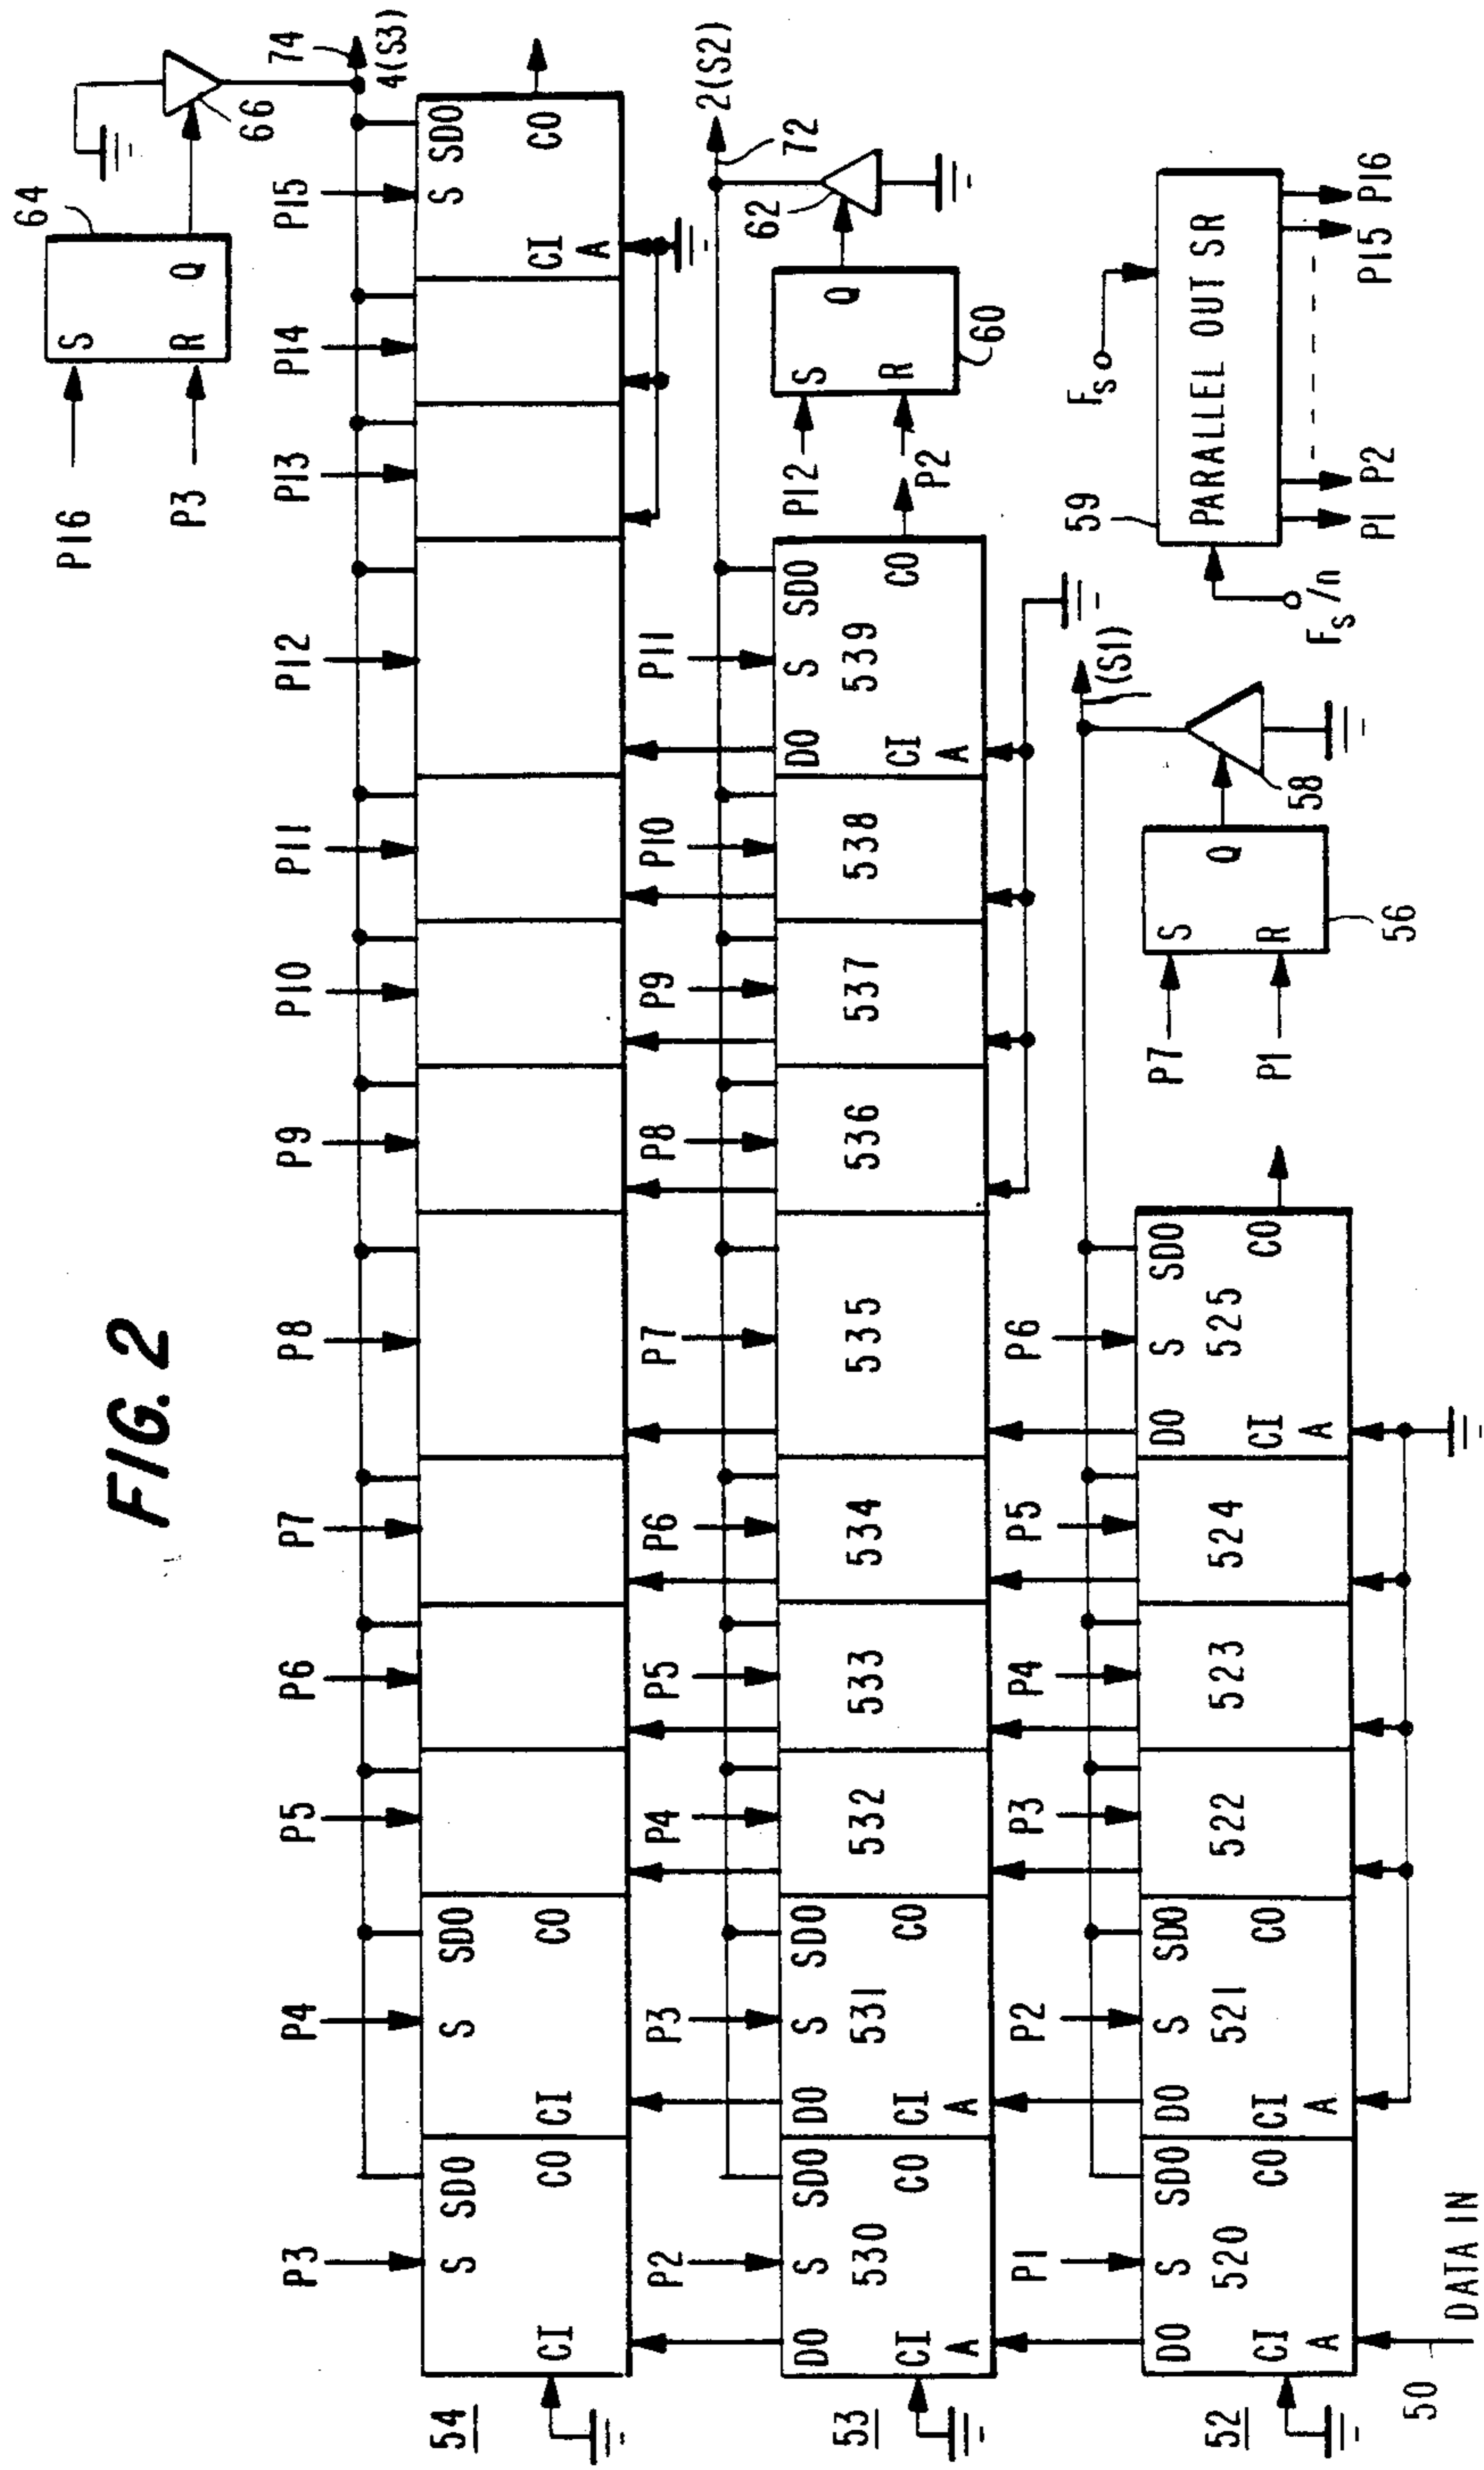 FIG. 2
P16
P3
S
R
Q
64
66
74
4(S3)
P3
P4
P5
P6
P7
P8
P9
P10
P11
P12
P13
P14
P15
54
CI
S
SDO
CO
CI
S
SDO
CO
CI
A
S
SDO
CO
P2
P3
P4
P5
P6
P7
P8
P9
P10
P11
2(S2)
72
53
DO
CI
A
S
530
SDO
CO
DO
CI
A
S
531
SDO
CO
532
533
534
535
536
537
538
DO
CI
A
S
539
SDO
CO
P12
P2
S
R
Q
60
62
P1
P2
P3
P4
P5
P6
(S1)
52
DO
CI
A
S
520
SDO
CO
DO
CI
A
S
521
SDO
CO
522
523
524
DO
CI
A
S
525
SDO
CO
P7
P1
S
R
Q
56
58
50
DATA IN
59
PARALLEL OUT SR
Fs
Fs/n
P1
P2
P15
P16